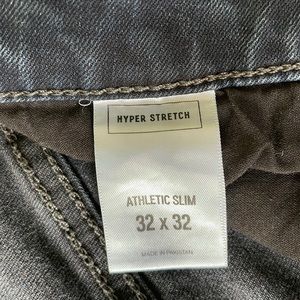 HYPER STRETCH
ATHLETIC SLIM
32 x 32
MADE IN PAKISTAN